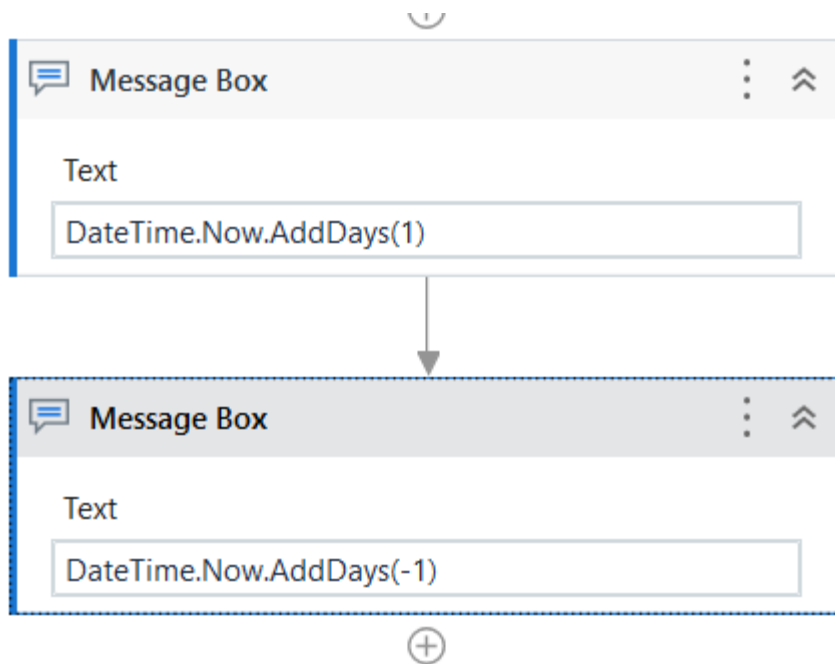 Message Box
Text
DateTime.Now.AddDays(1)
Message Box
Text
DateTime.Now.AddDays(-1)